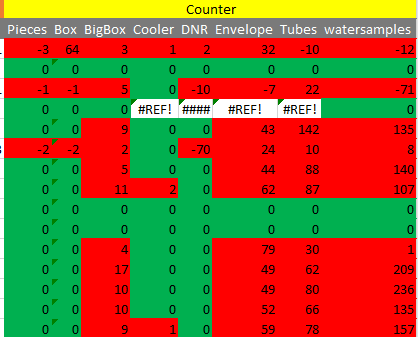 Counter
Pieces Box BigBox Cooler DNR Envelope Tubes watersamples
-3 64 3 1 2 32 -10 -12
0 0 0 0 0 0 0 0
-1 -1 5 0 -10 -7 22 -71
0 0 0 #REF! #### #REF! #REF! 0
0 0 9 0 0 43 142 135
-2 -2 2 0 -70 24 10 8
0 0 5 0 0 44 88 140
0 0 11 2 0 62 87 107
0 0 0 0 0 0 0 0
0 0 0 0 0 0 0 0
0 0 4 0 0 79 30 1
0 0 17 0 0 49 62 209
0 0 10 0 0 49 80 236
0 0 10 0 0 52 66 135
0 0 9 1 0 59 78 157